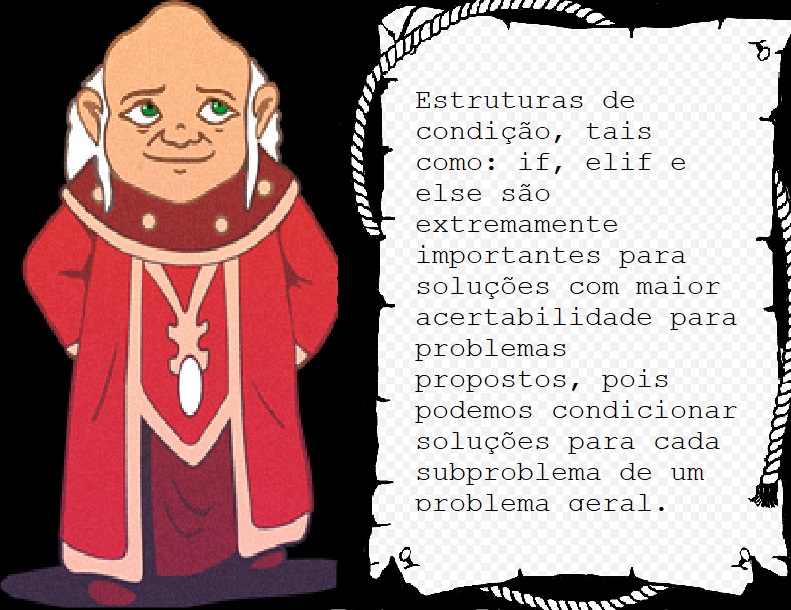 Estruturas de
condição, tais
como: if, elif e
else são
extremamente
importantes para
soluções com maior
acertabilidade para
problemas
propostos, pois
podemos condicionar
soluções para cada
subproblema de um
problema geral.